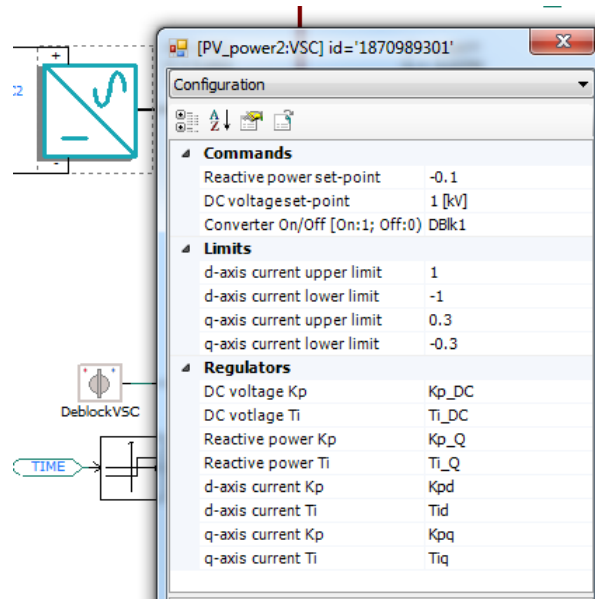 [PV_power2:VSC] id='1870989301'
Configuration
Commands
Reactive power set-point -0.1
DC voltage set-point 1 [kV]
Converter On/Off [On:1; Off:0) DBlk1
Limits
d-axis current upper limit 1
d-axis current lower limit -1
q-axis current upper limit 0.3
q-axis current lower limit -0.3
Regulators
DC voltage Kp Kp_DC
DC votlage Ti Ti_DC
Reactive power Kp Kp_Q
Reactive power Ti Ti_Q
d-axis current Kp Kpd
d-axis current Ti Tid
q-axis current Kp Kpq
q-axis current Ti Tiq
DeblockVSC
TIME